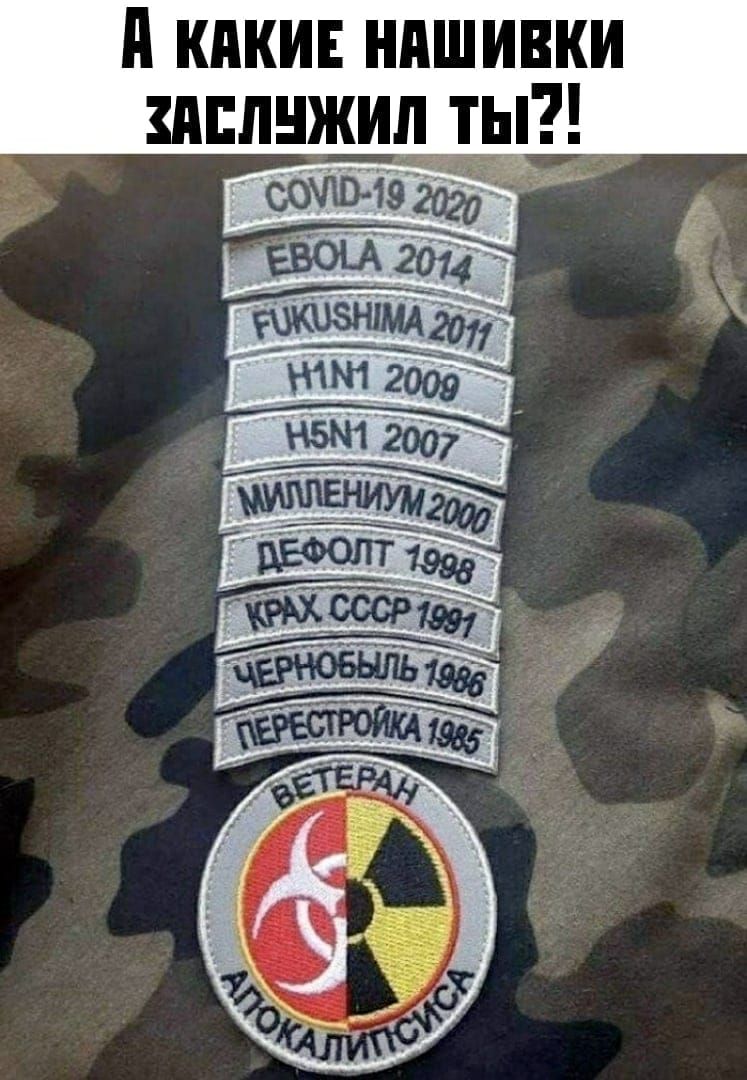 А КАКИЕ НАШИВКИ
ЗАСЛУЖИЛ ТЫ?!
COVID-19 2020
EBOLA 2014
FUKUSHIMA 2011
H1N1 2009
H5N1 2007
МИЛЛЕНИУМ 2000
ДЕФОЛТ 1998
КРАХ СССР 1991
ЧЕРНОБЫЛЬ 1986
ПЕРЕСТРОЙКА 1985
ВЕТЕРАН
АПОКАЛИПСИСА